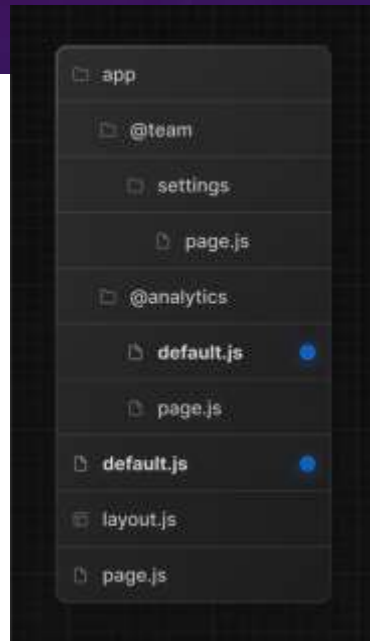 app
@team
settings
page.js
@analytics
default.js
page.js
default.js
layout.js
page.js